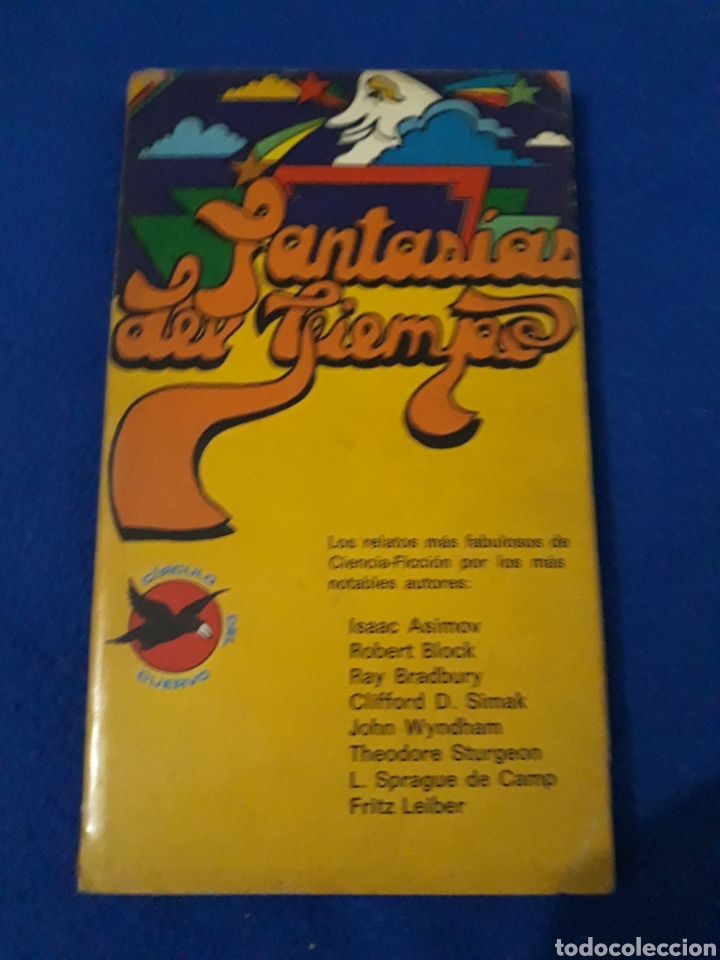 Fantasías
del Tiempo
Los relatos más fabulosos de
Ciencia-Ficción por los más
notables autores:
Isaac Asimov
Robert Block
Ray Bradbury
Clifford D. Simak
John Wyndham
Theodore Sturgeon
L. Sprague de Camp
Fritz Leiber
CÍRCULO DEL CUERVO
todocoleccion